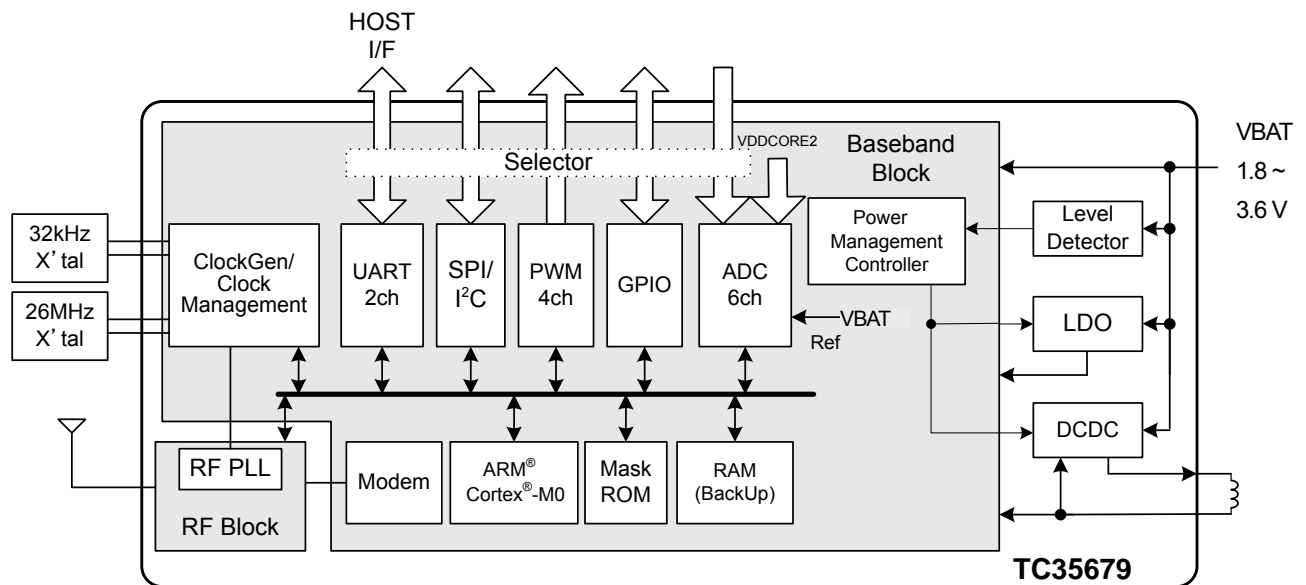 HOST
I/F
VBAT
1.8 ~
3.6 V
Selector
VDDCORE2
Baseband
Block
32kHz
X' tal
26MHz
X' tal
ClockGen/
Clock
Management
UART
2ch
SPI/
I²C
PWM
4ch
GPIO
ADC
6ch
Power
Management
Controller
Level
Detector
VBAT
Ref
LDO
DCDC
RF PLL
RF Block
Modem
ARM®
Cortex®-M0
Mask
ROM
RAM
(BackUp)
TC35679